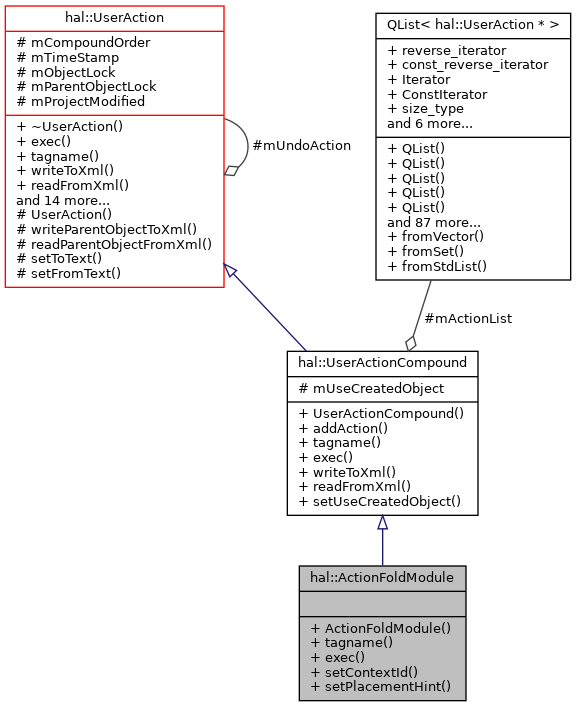 hal::UserAction
# mCompoundOrder
# mTimeStamp
# mObjectLock
# mParentObjectLock
# mProjectModified
+ ~UserAction()
+ exec()
+ tagname()
+ writeToXml()
+ readFromXml()
and 14 more...
# UserAction()
# writeParentObjectToXml()
# readParentObjectFromXml()
# setToText()
# setFromText()
#mUndoAction
QList< hal::UserAction * >
+ reverse_iterator
+ const_reverse_iterator
+ Iterator
+ ConstIterator
+ size_type
and 6 more...
+ QList()
+ QList()
+ QList()
+ QList()
+ QList()
and 87 more...
+ fromVector()
+ fromSet()
+ fromStdList()
#mActionList
hal::UserActionCompound
# mUseCreatedObject
+ UserActionCompound()
+ addAction()
+ tagname()
+ exec()
+ writeToXml()
+ readFromXml()
+ setUseCreatedObject()
hal::ActionFoldModule
+ ActionFoldModule()
+ tagname()
+ exec()
+ setContextId()
+ setPlacementHint()